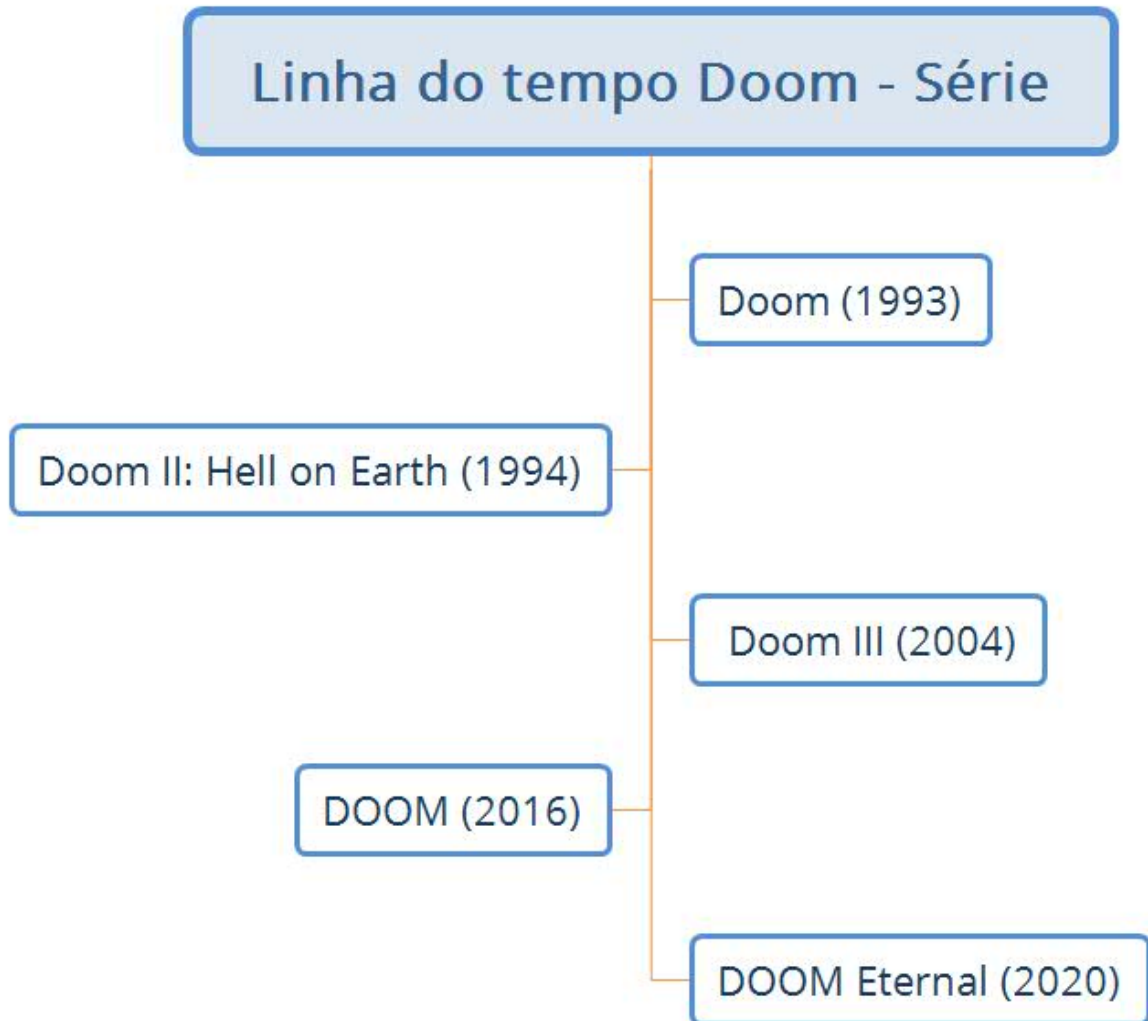 Linha do tempo Doom - Série
Doom (1993)
Doom II: Hell on Earth (1994)
Doom III (2004)
DOOM (2016)
DOOM Eternal (2020)